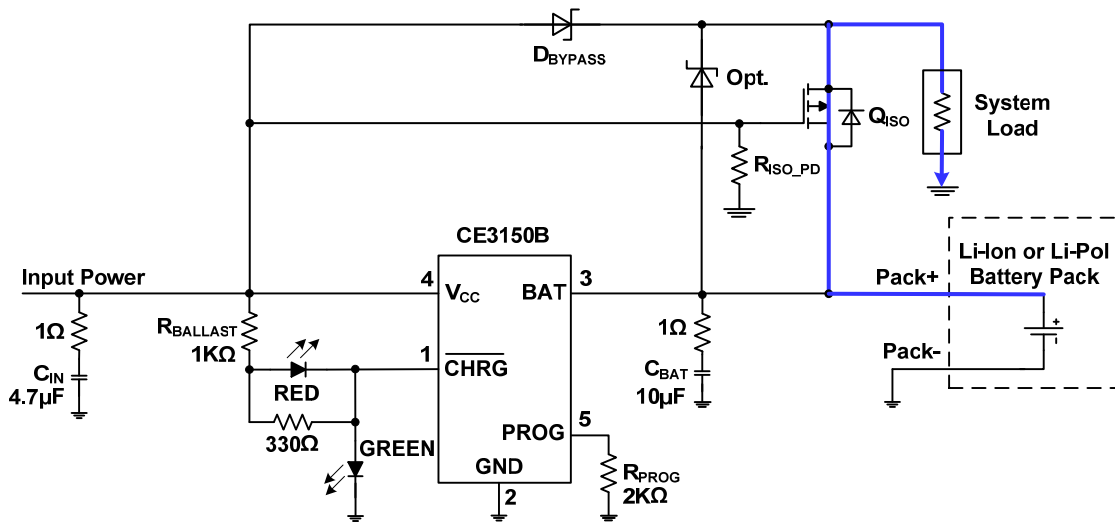 DBYPASS
Opt.
QISO
System
Load
RISO_PD
CE3150B
Li-Ion or Li-Pol
Battery Pack
Input Power
4
VCC
BAT
3
Pack+
1Ω
RBALLAST
1KΩ
1
CHRG
1Ω
+
-
Pack-
CIN
4.7μF
RED
CBAT
10μF
330Ω
GREEN
PROG
5
GND
2
RPROG
2KΩ